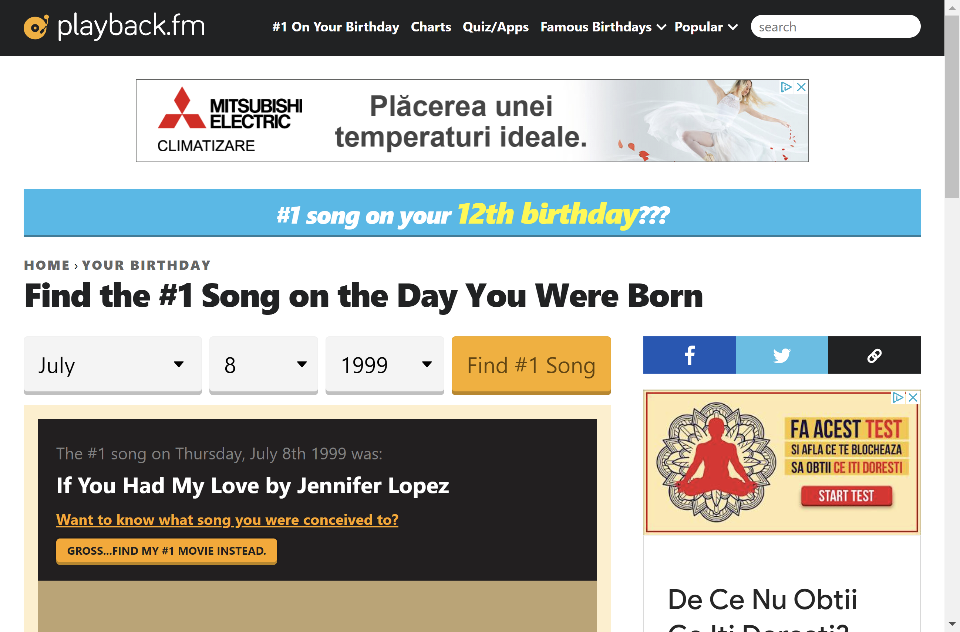 playback.fm
#1 On Your Birthday Charts Quiz/Apps Famous Birthdays Popular search
MITSUBISHI
ELECTRIC
CLIMATIZARE
Plăcerea unei
temperaturi ideale.
#1 song on your 12th birthday???
HOME › YOUR BIRTHDAY
Find the #1 Song on the Day You Were Born
July 8 1999 Find #1 Song
The #1 song on Thursday, July 8th 1999 was:
If You Had My Love by Jennifer Lopez
Want to know what song you were conceived to?
GROSS...FIND MY #1 MOVIE INSTEAD.
FA ACEST TEST
SI AFLA CE TE BLOCHEAZA
SA OBTII CE ITI DORESTI
START TEST
De Ce Nu Obtii
Ce Iti Doresti?